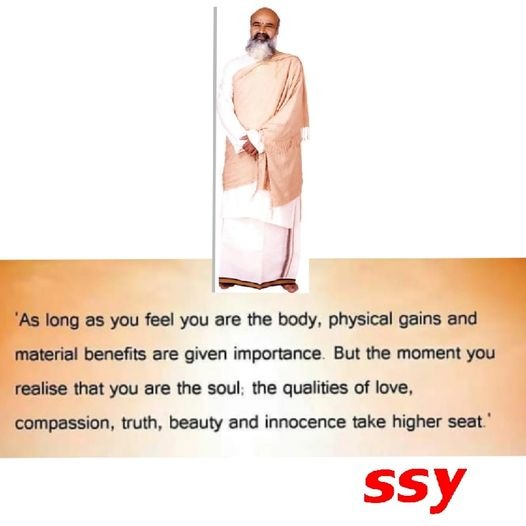 'As long as you feel you are the body, physical gains and
material benefits are given importance. But the moment you
realise that you are the soul; the qualities of love,
compassion, truth, beauty and innocence take higher seat.'
ssy